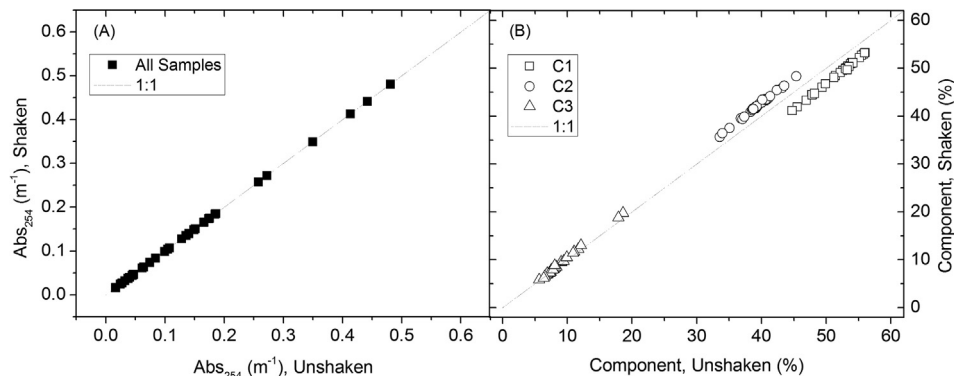 (A)
All Samples
1:1
0.6
0.5
0.4
0.3
0.2
0.1
0.0
Abs254 (m-1), Shaken
0.0 0.1 0.2 0.3 0.4 0.5 0.6
Abs254 (m-1), Unshaken
(B)
C1
C2
C3
1:1
60
50
40
30
20
10
0
Component, Shaken (%)
0 10 20 30 40 50 60
Component, Unshaken (%)